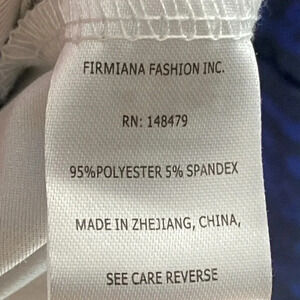 FIRMIANA FASHION INC.
RN: 148479
95%POLYESTER 5% SPANDEX
MADE IN ZHEJIANG, CHINA,
SEE CARE REVERSE